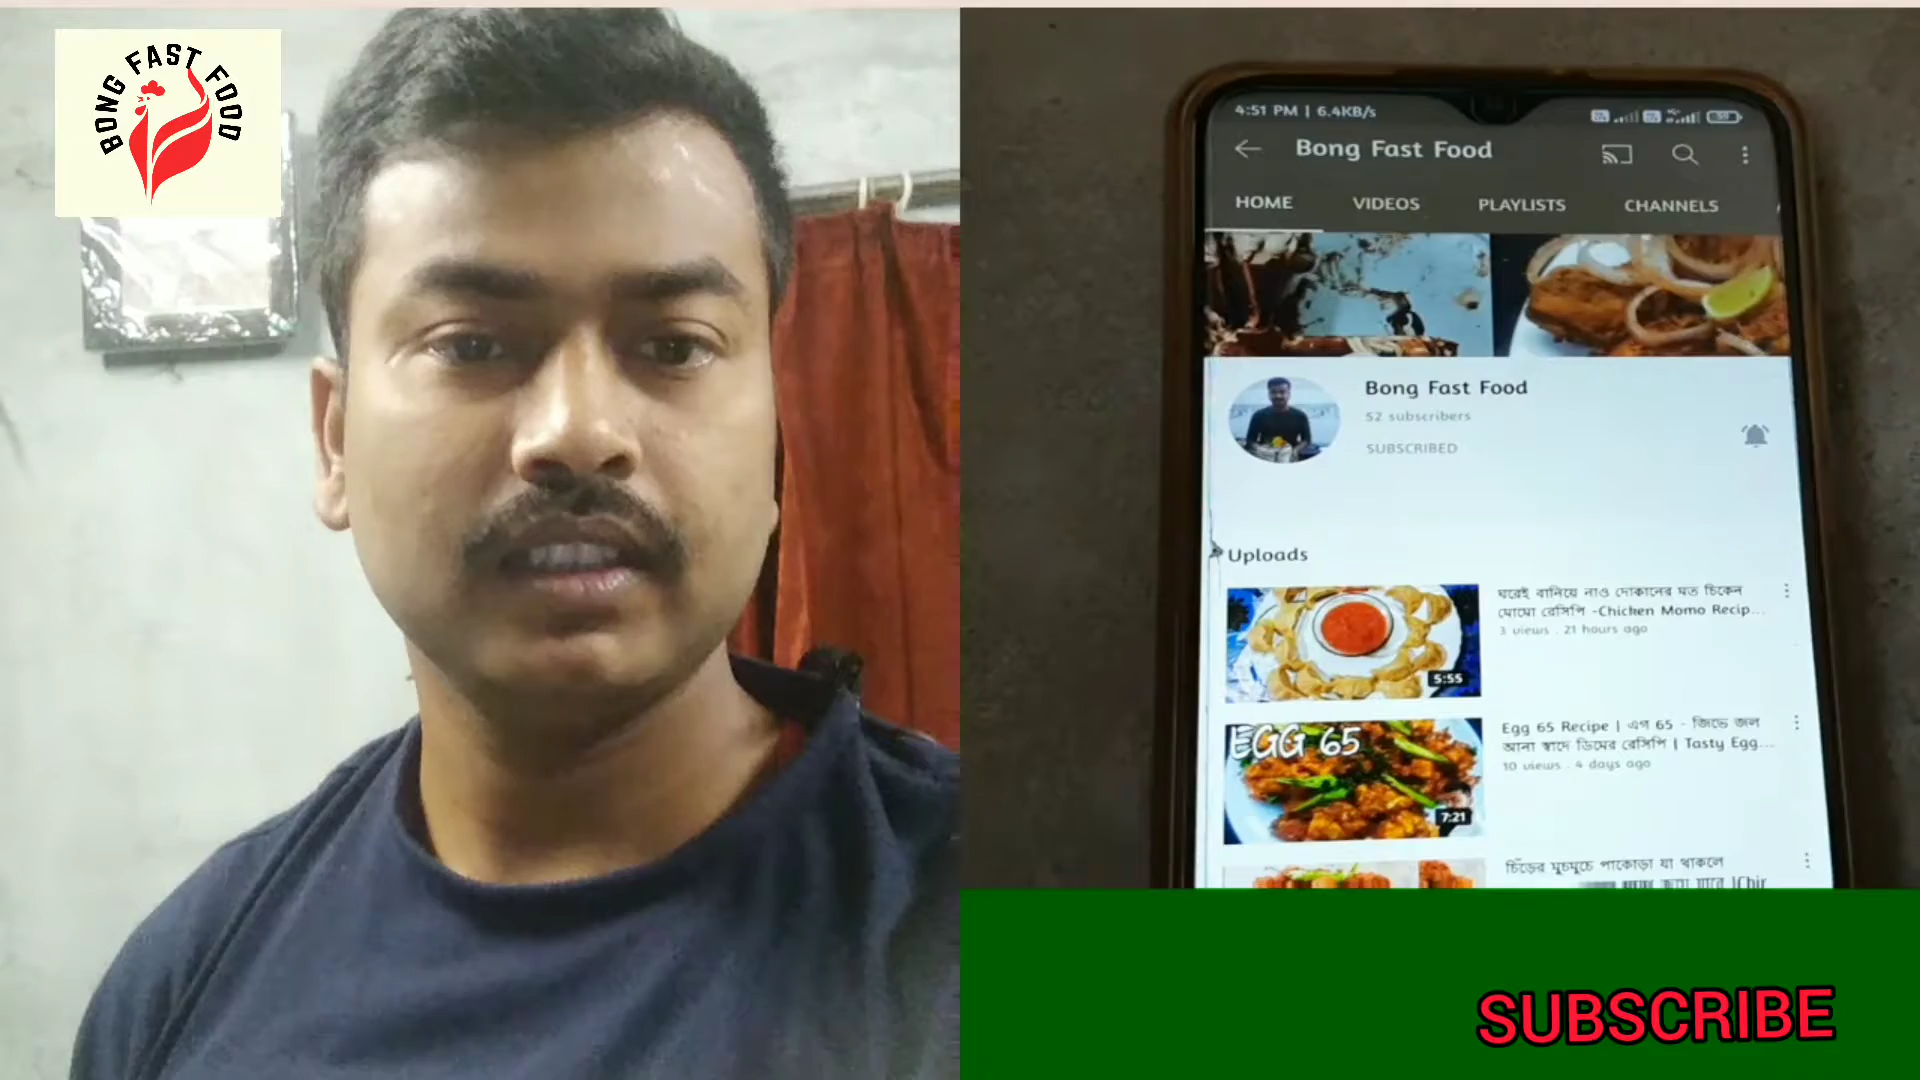 BONG FAST FOOD
4:51 PM | 6.4KB/s
Bong Fast Food
HOME VIDEOS PLAYLISTS CHANNELS
Bong Fast Food
52 subscribers
SUBSCRIBED
Uploads
ঘরেই বানিয়ে নাও দোকানের মত চিকেন
মোমো রেসিপি -Chicken Momo Recip...
3 views . 21 hours ago
5:55
Egg 65 Recipe | এগ 65 - জিভে জল
আনা স্বাদে ডিমের রেসিপি | Tasty Egg...
10 views . 4 days ago
EGG 65
7:21
চিঁড়ের মুচমুচে পাকোড়া যা থাকলে
SUBSCRIBE